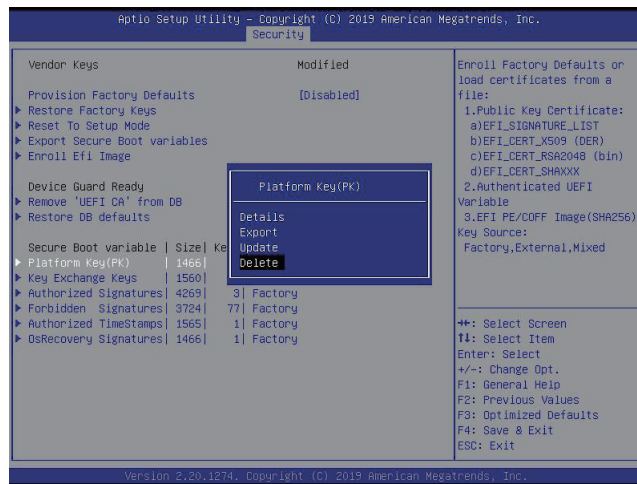 Aptio Setup Utility – Copyright (C) 2019 American Megatrends, Inc.
Security
Vendor Keys Modified
Provision Factory Defaults [Disabled]
Restore Factory Keys
Reset To Setup Mode
Export Secure Boot variables
Enroll Efi Image
Device Guard Ready
Remove 'UEFI CA' from DB
Restore DB defaults
Secure Boot variable | Size| Ke
Platform Key(PK) | 1466|
Key Exchange Keys | 1560|
Authorized Signatures| 4269| 3| Factory
Forbidden Signatures| 3724| 77| Factory
Authorized TimeStamps| 1565| 1| Factory
OsRecovery Signatures| 1466| 1| Factory
Platform Key(PK)
Details
Export
Update
Delete
Enroll Factory Defaults or
load certificates from a
file:
1.Public Key Certificate:
a)EFI_SIGNATURE_LIST
b)EFI_CERT_X509 (DER)
c)EFI_CERT_RSA2048 (bin)
d)EFI_CERT_SHAXXX
2.Authenticated UEFI
Variable
3.EFI PE/COFF Image(SHA256)
Key Source:
Factory,External,Mixed
→←: Select Screen
↑↓: Select Item
Enter: Select
+/-: Change Opt.
F1: General Help
F2: Previous Values
F3: Optimized Defaults
F4: Save & Exit
ESC: Exit
Version 2.20.1274. Copyright (C) 2019 American Megatrends, Inc.